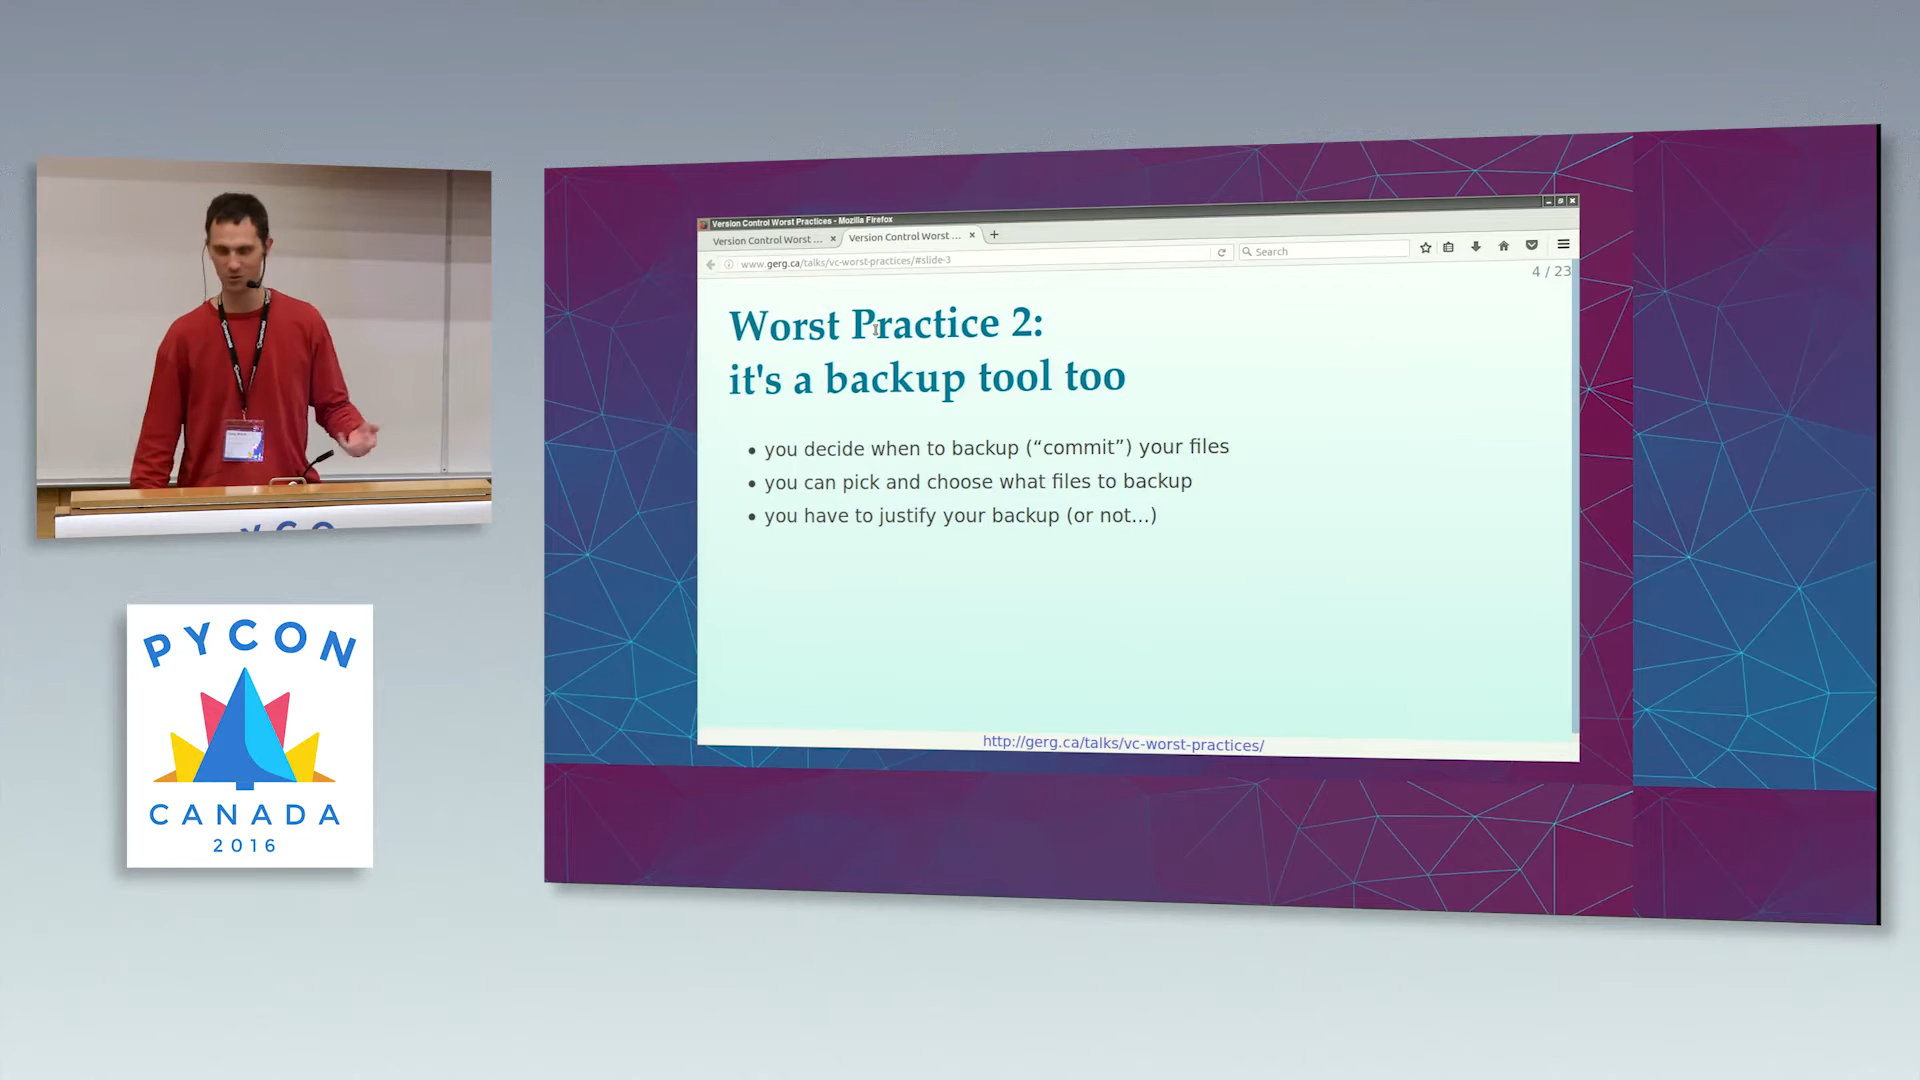 Version Control Worst Practices - Mozilla Firefox
Version Control Worst ...
Version Control Worst ...
www.gerg.ca/talks/vc-worst-practices/#slide-3
Search
4 / 23
Worst Practice 2:
it's a backup tool too
• you decide when to backup (“commit”) your files
• you can pick and choose what files to backup
• you have to justify your backup (or not...)
http://gerg.ca/talks/vc-worst-practices/
PYCON
CANADA
2016